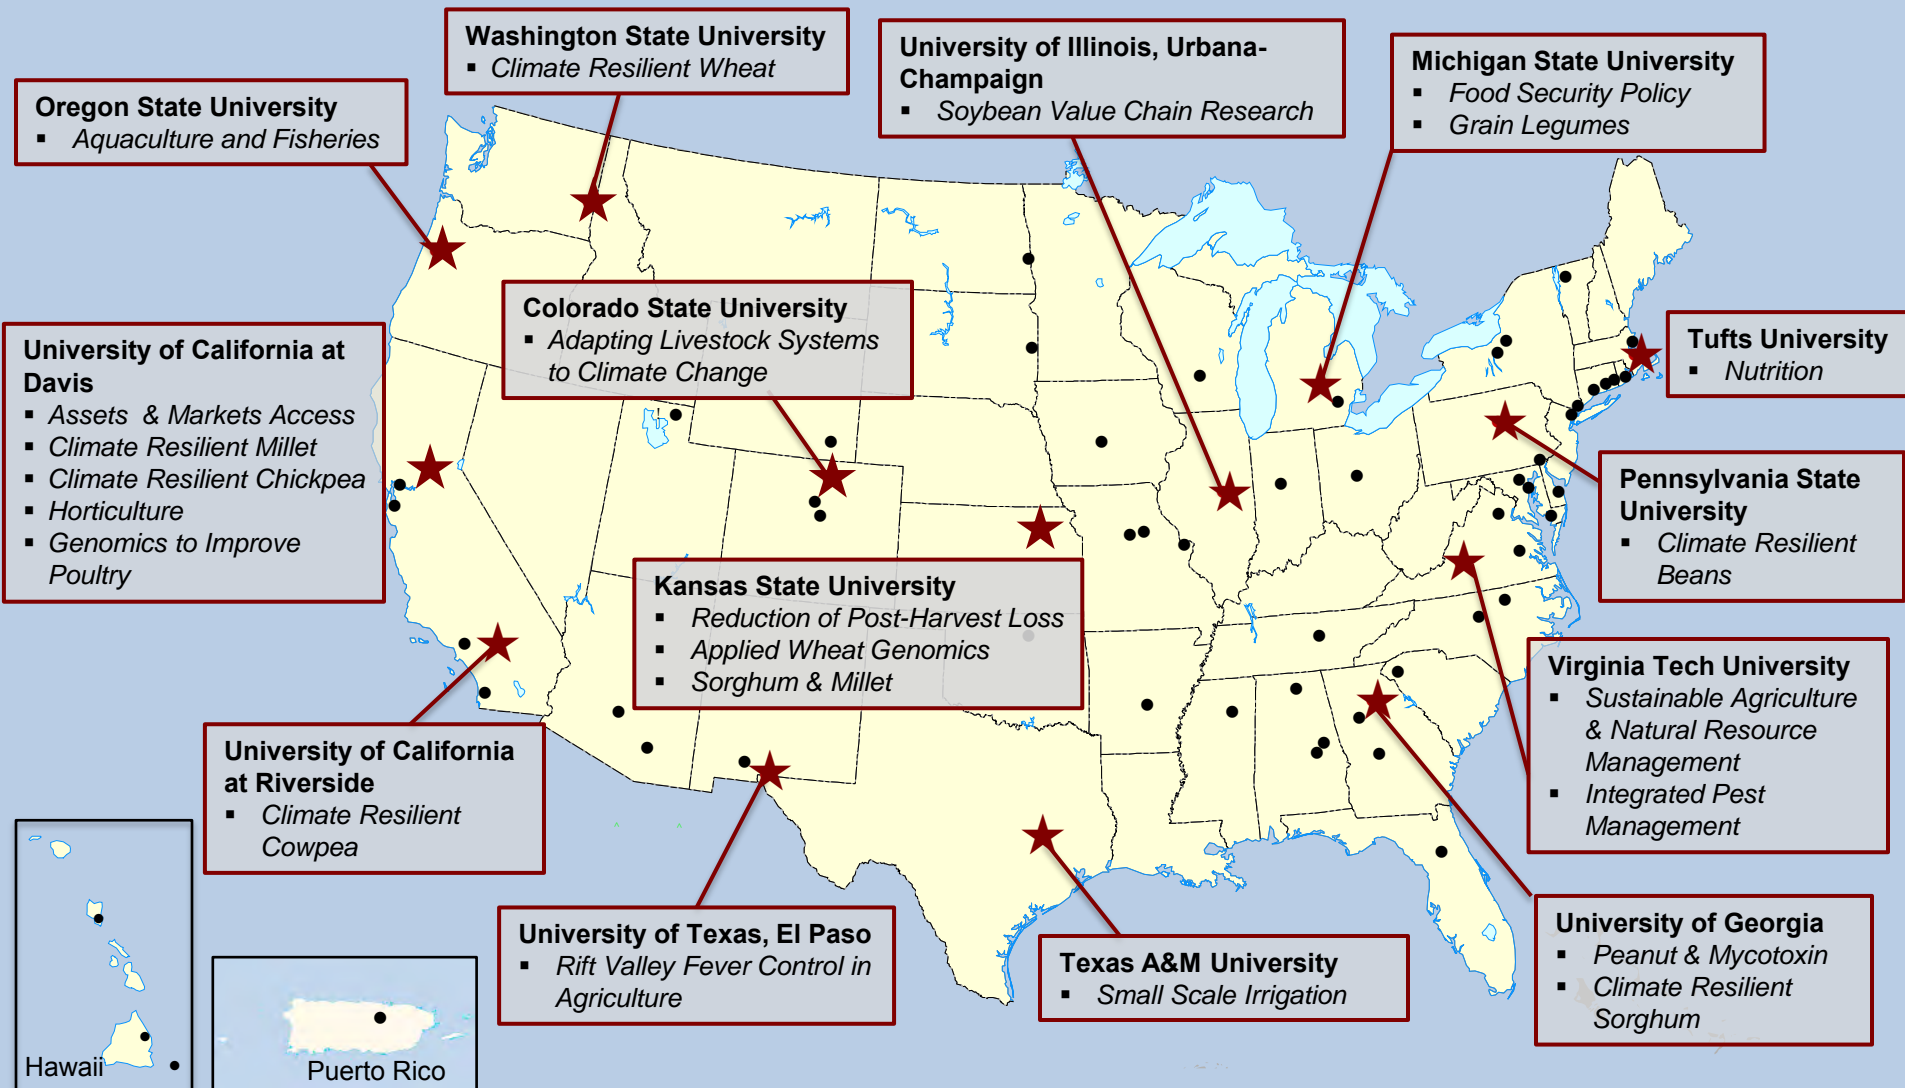 Washington State University
▪ Climate Resilient Wheat
University of Illinois, Urbana-
Champaign
▪ Soybean Value Chain Research
Michigan State University
▪ Food Security Policy
▪ Grain Legumes
Oregon State University
▪ Aquaculture and Fisheries
Colorado State University
▪ Adapting Livestock Systems
to Climate Change
Tufts University
▪ Nutrition
University of California at
Davis
▪ Assets & Markets Access
▪ Climate Resilient Millet
▪ Climate Resilient Chickpea
▪ Horticulture
▪ Genomics to Improve
Poultry
Pennsylvania State
University
▪ Climate Resilient
Beans
Kansas State University
▪ Reduction of Post-Harvest Loss
▪ Applied Wheat Genomics
▪ Sorghum & Millet
Virginia Tech University
▪ Sustainable Agriculture
& Natural Resource
Management
▪ Integrated Pest
Management
University of California
at Riverside
▪ Climate Resilient
Cowpea
University of Texas, El Paso
▪ Rift Valley Fever Control in
Agriculture
Texas A&M University
▪ Small Scale Irrigation
University of Georgia
▪ Peanut & Mycotoxin
▪ Climate Resilient
Sorghum
Hawaii
Puerto Rico